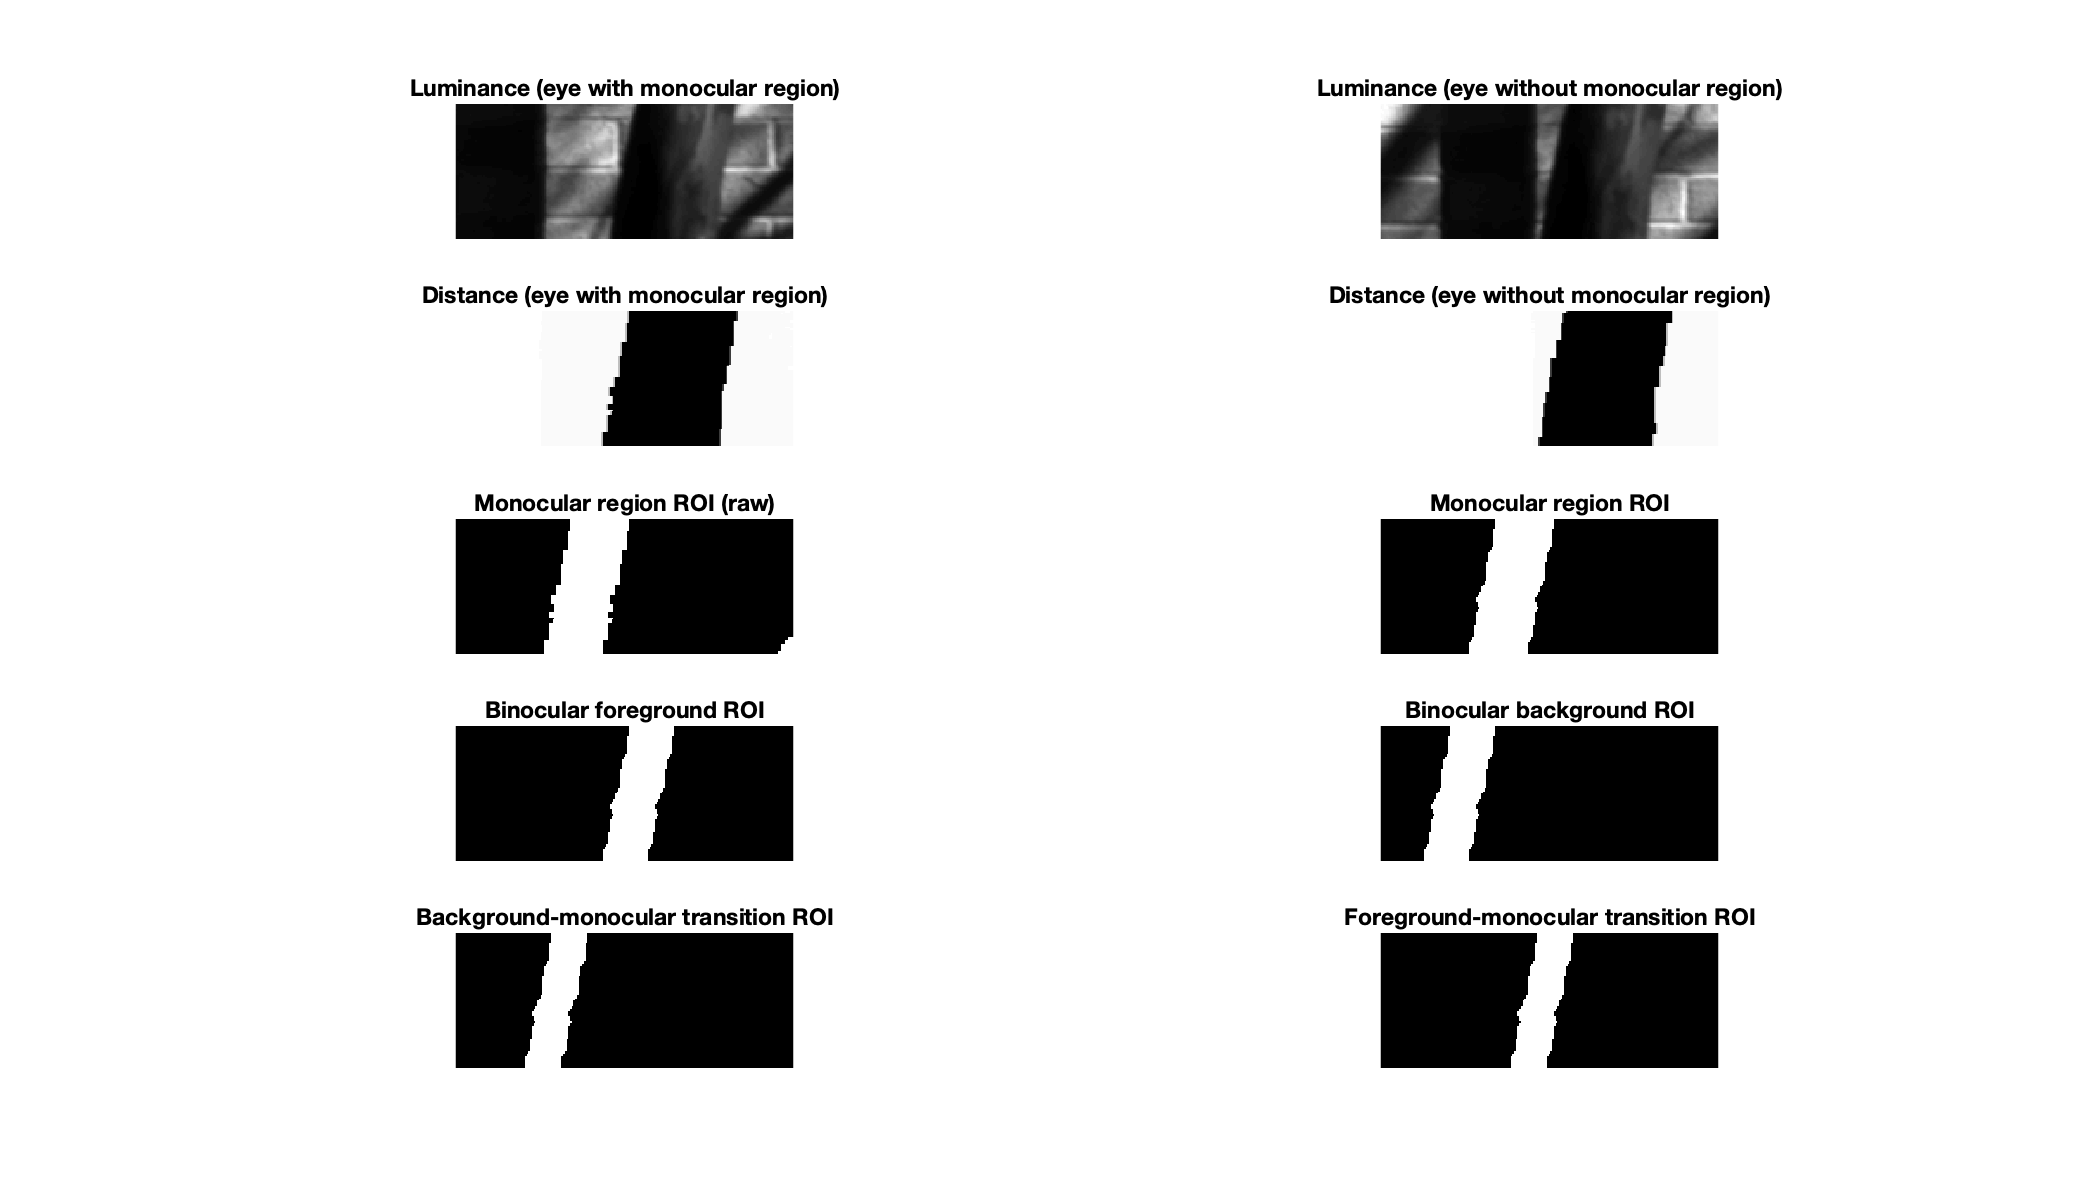 Luminance (eye with monocular region)
Luminance (eye without monocular region)
Distance (eye with monocular region)
Distance (eye without monocular region)
Monocular region ROI (raw)
Monocular region ROI
Binocular foreground ROI
Binocular background ROI
Background-monocular transition ROI
Foreground-monocular transition ROI